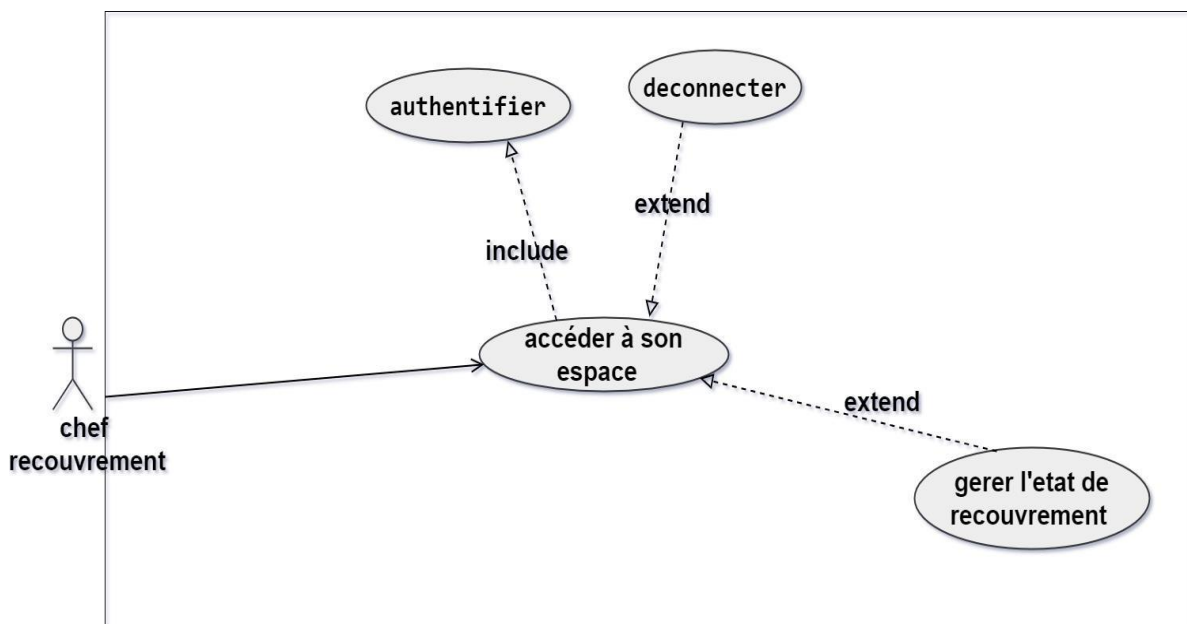 deconnecter
authentifier
extend
include
accéder à son
espace
extend
chef
recouvrement
gerer l'etat de
recouvrement